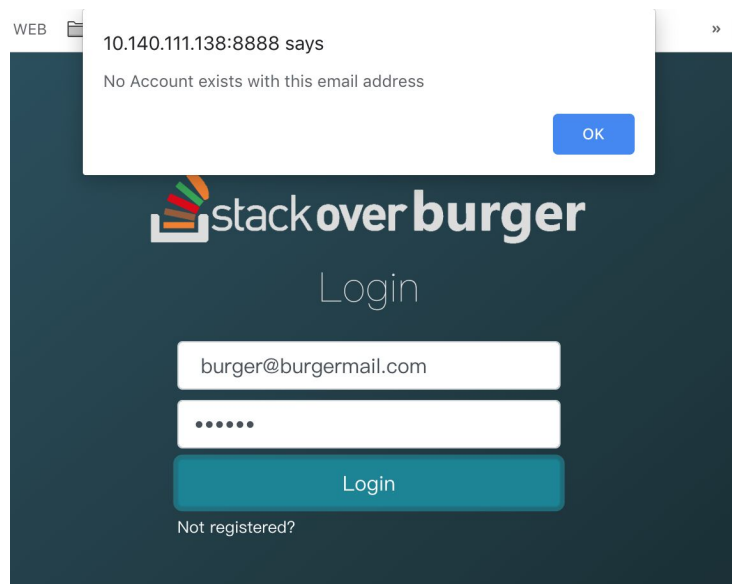 WEB
»
10.140.111.138:8888 says
No Account exists with this email address
OK
stackoverburger
Login
burger@burgermail.com
••••••
Login
Not registered?